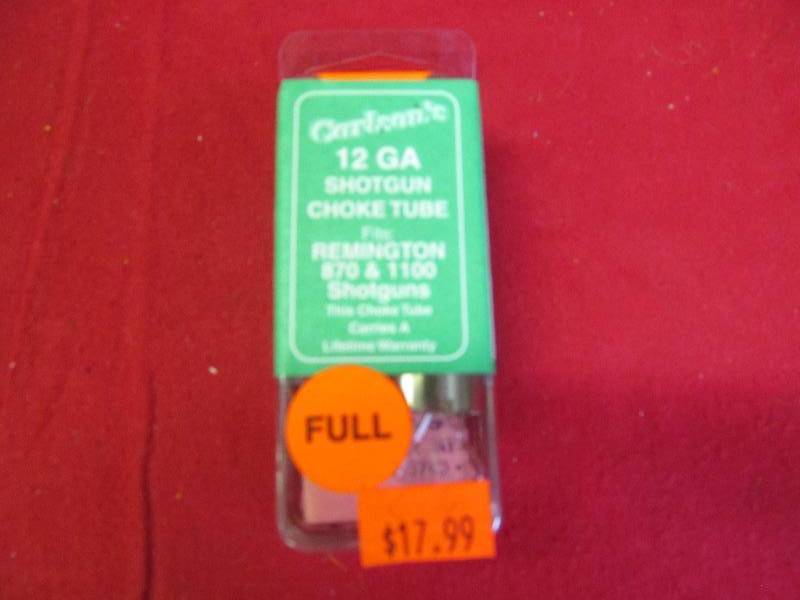 Carlson's
12 GA
SHOTGUN
CHOKE TUBE
Fits:
REMINGTON
870 & 1100
Shotguns
This Choke Tube
Carries A
Lifetime Warranty
FULL
$17.99